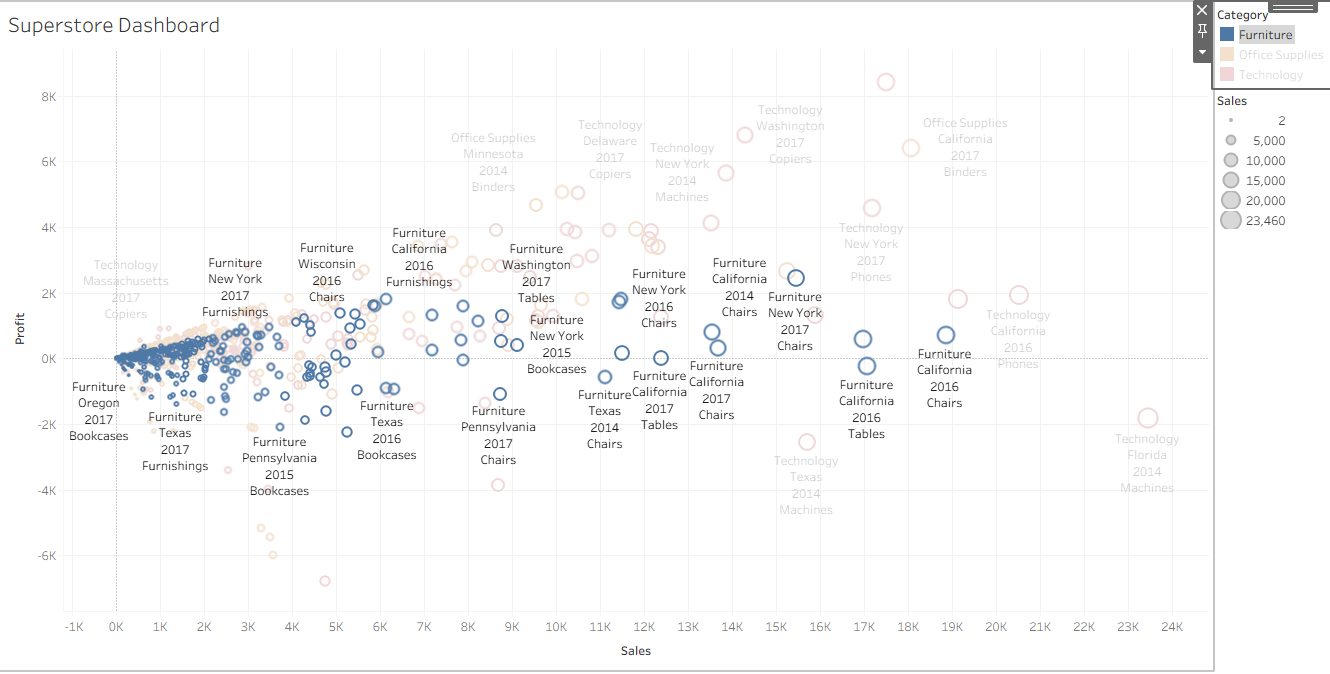 Superstore Dashboard
Category
Furniture
Office Supplies
Technology
Sales
2
5,000
10,000
15,000
20,000
23,460
Profit
8K
6K
4K
2K
0K
-2K
-4K
-6K
Technology
Massachusetts
2017
Copiers
Furniture
New York
2017
Furnishings
Furniture
Wisconsin
2016
Chairs
Furniture
California
2016
Furnishings
Office Supplies
Minnesota
2014
Binders
Furniture
Washington
2017
Tables
Technology
Delaware
2017
Copiers
Technology
New York
2014
Machines
Technology
Washington
2017
Copiers
Office Supplies
California
2017
Binders
Technology
New York
2017
Phones
Furniture
New York
2015
Bookcases
Furniture
New York
2016
Chairs
Furniture
California
2014
Chairs
Furniture
New York
2017
Chairs
Technology
California
2016
Phones
Furniture
Oregon
2017
Bookcases
Furniture
Texas
2017
Furnishings
Furniture
Pennsylvania
2015
Bookcases
Furniture
Texas
2016
Bookcases
Furniture
Pennsylvania
2017
Chairs
Furniture
Texas
2014
Chairs
Furniture
California
2017
Tables
Furniture
California
2017
Chairs
Furniture
California
2016
Tables
Furniture
California
2016
Chairs
Technology
Texas
2014
Machines
Technology
Florida
2014
Machines
-1K 0K 1K 2K 3K 4K 5K 6K 7K 8K 9K 10K 11K 12K 13K 14K 15K 16K 17K 18K 19K 20K 21K 22K 23K 24K
Sales